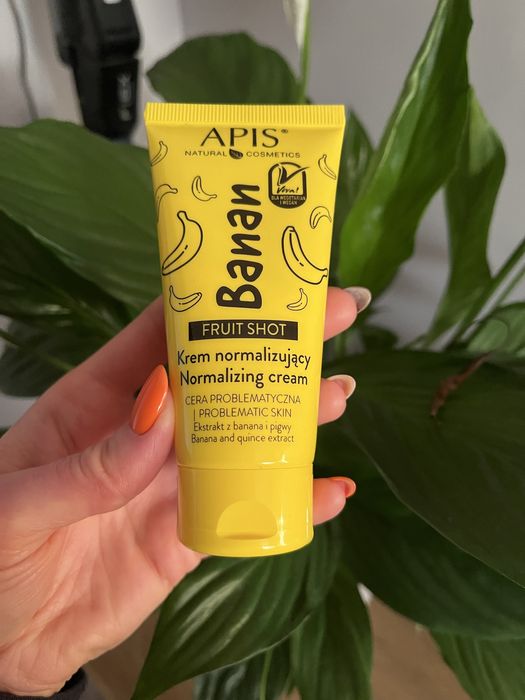 APIS®
NATURAL COSMETICS
Viva!
DLA WEGETARIAN
I WEGAN
Banan
FRUIT SHOT
Krem normalizujący
Normalizing cream
CERA PROBLEMATYCZNA
| PROBLEMATIC SKIN
Ekstrakt z banana i pigwy
Banana and quince extract